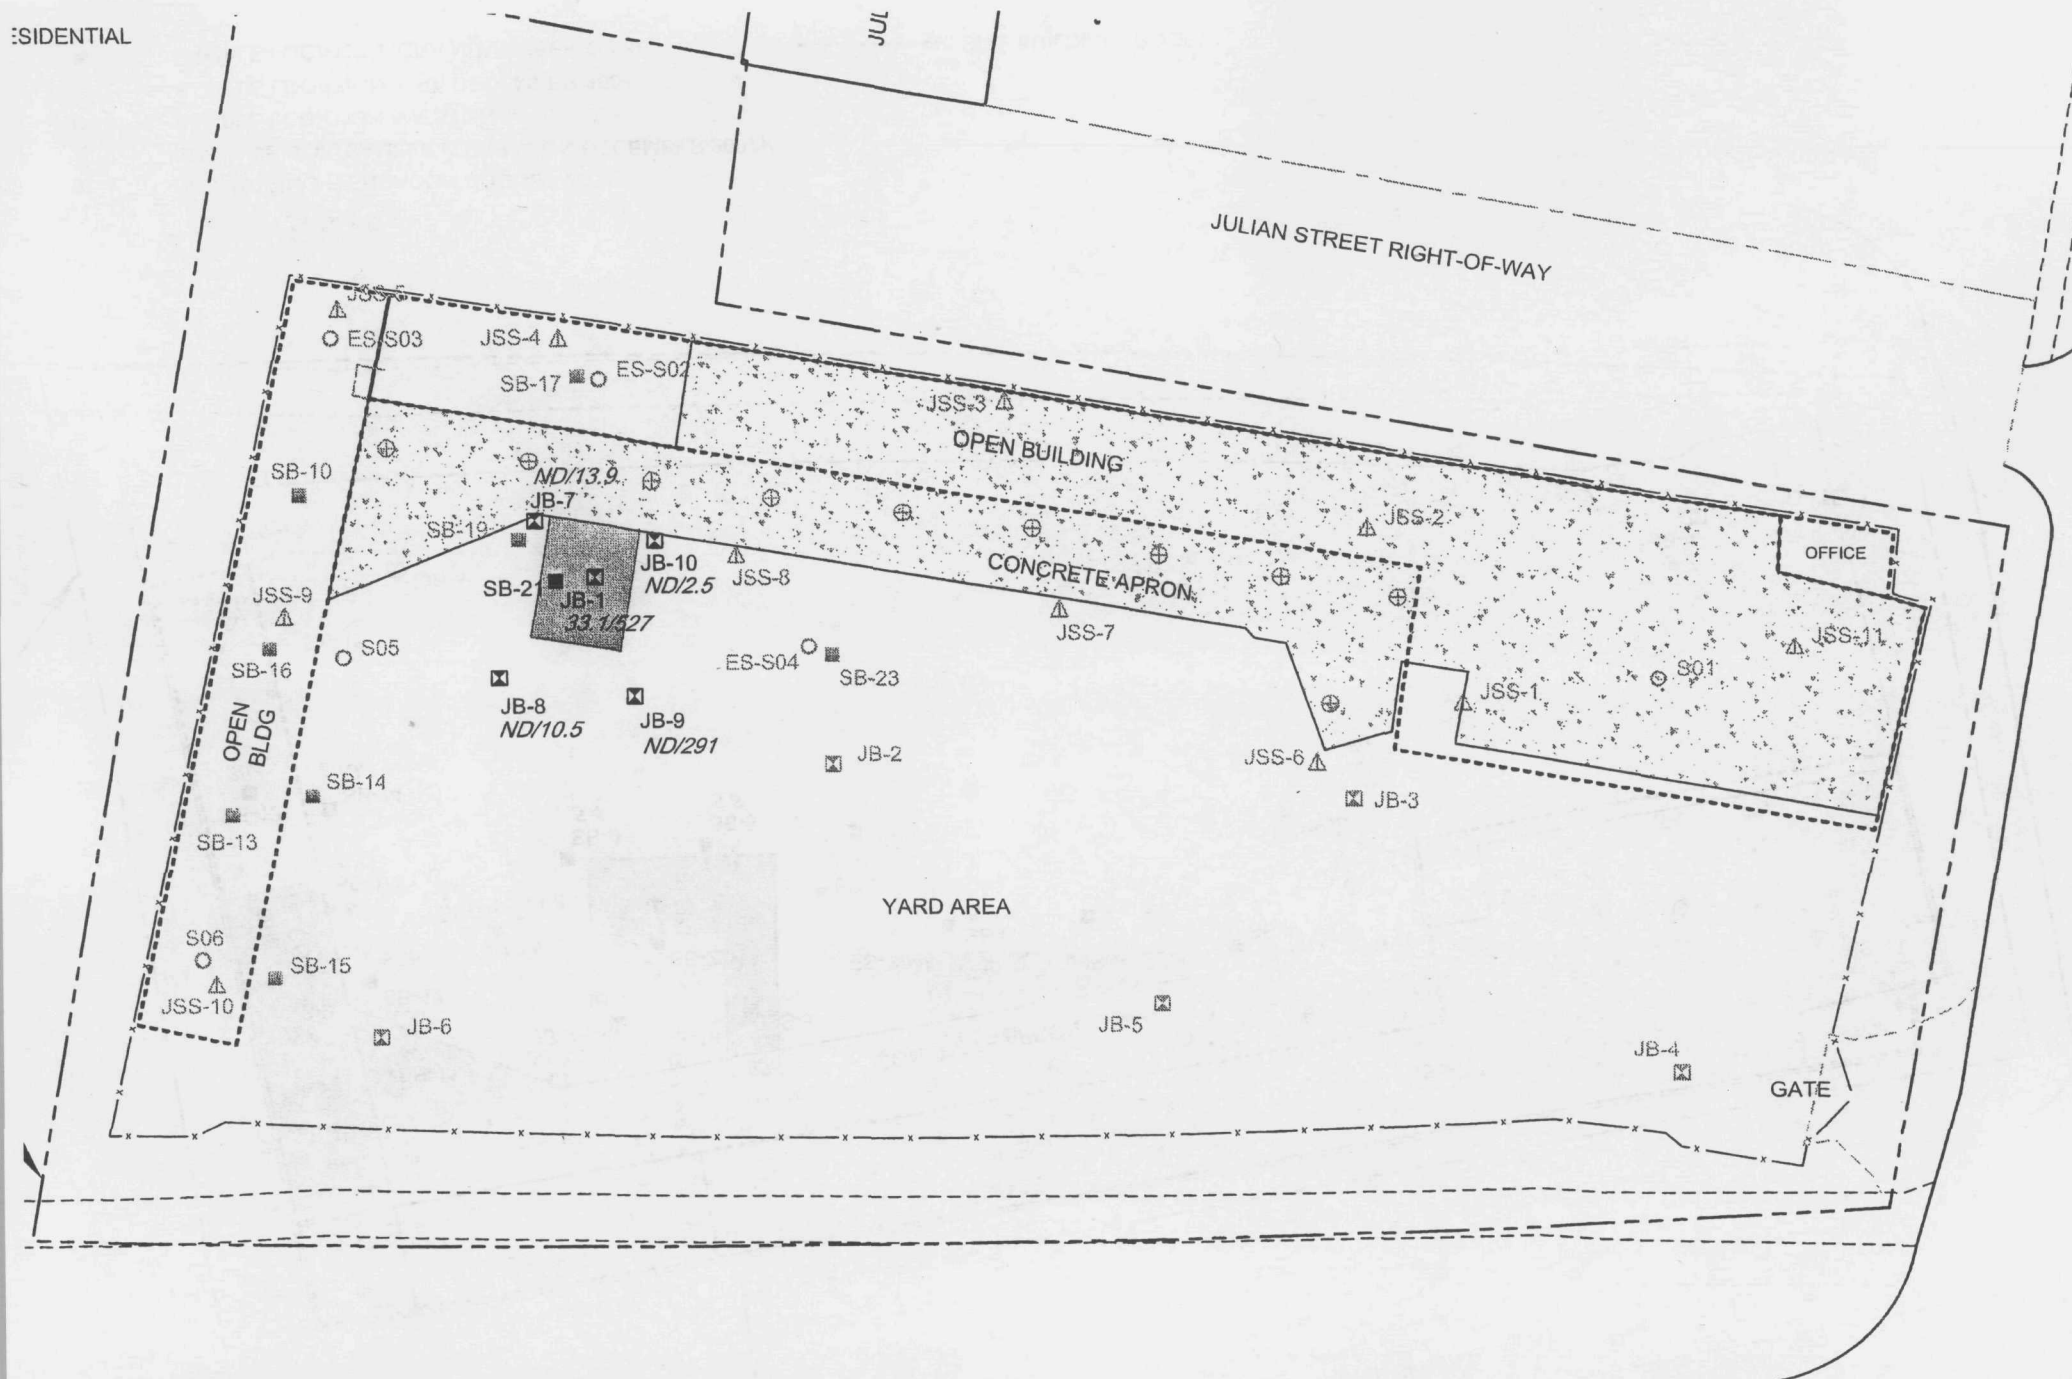 ESIDENTIAL
JUL
JULIAN STREET RIGHT-OF-WAY
JSS-5
ES-S03
JSS-4
SB-17
ES-S02
JSS-3
OPEN BUILDING
SB-10
ND/13.9
JB-7
SB-19
JSS-2
OFFICE
JB-10
ND/2.5
JSS-8
CONCRETE APRON
SB-21
JB-1
33.1/527
JSS-9
JSS-7
JSS-11
S05
SB-16
ES-S04
SB-23
S01
JSS-1
JB-8
ND/10.5
JB-9
ND/291
OPEN
BLDG
JB-2
JSS-6
JB-3
SB-14
SB-13
YARD AREA
S06
SB-15
JSS-10
JB-6
JB-5
JB-4
GATE